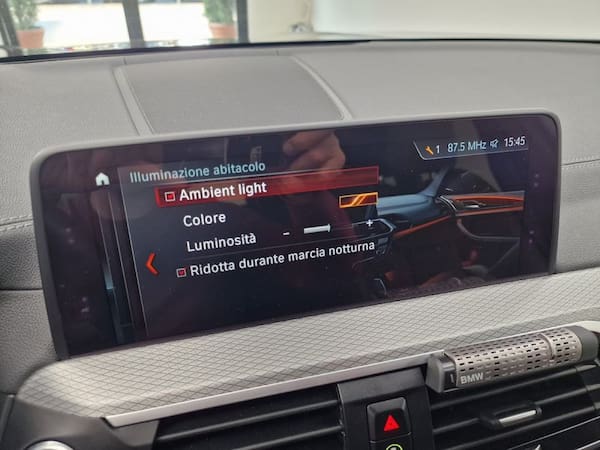 1 87.5 MHz 15:45
Illuminazione abitacolo
Ambient light
Colore
Luminosità - +
Ridotta durante marcia notturna
BMW